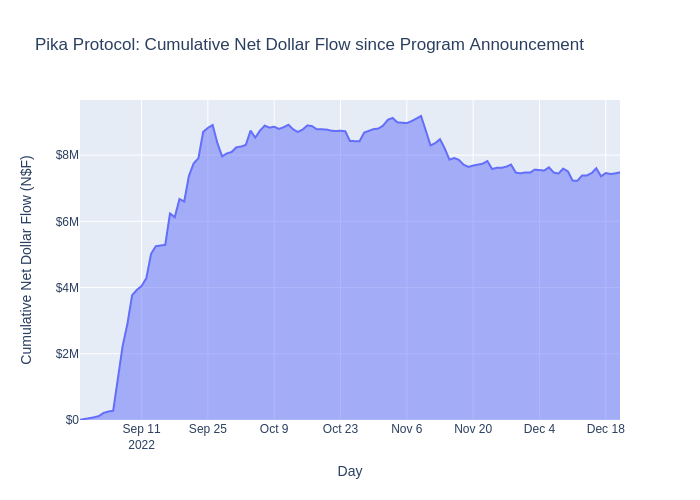 Pika Protocol: Cumulative Net Dollar Flow since Program Announcement
Cumulative Net Dollar Flow (N$F)
$8M
$6M
$4M
$2M
$0
Sep 11
2022
Sep 25
Oct 9
Oct 23
Nov 6
Nov 20
Dec 4
Dec 18
Day